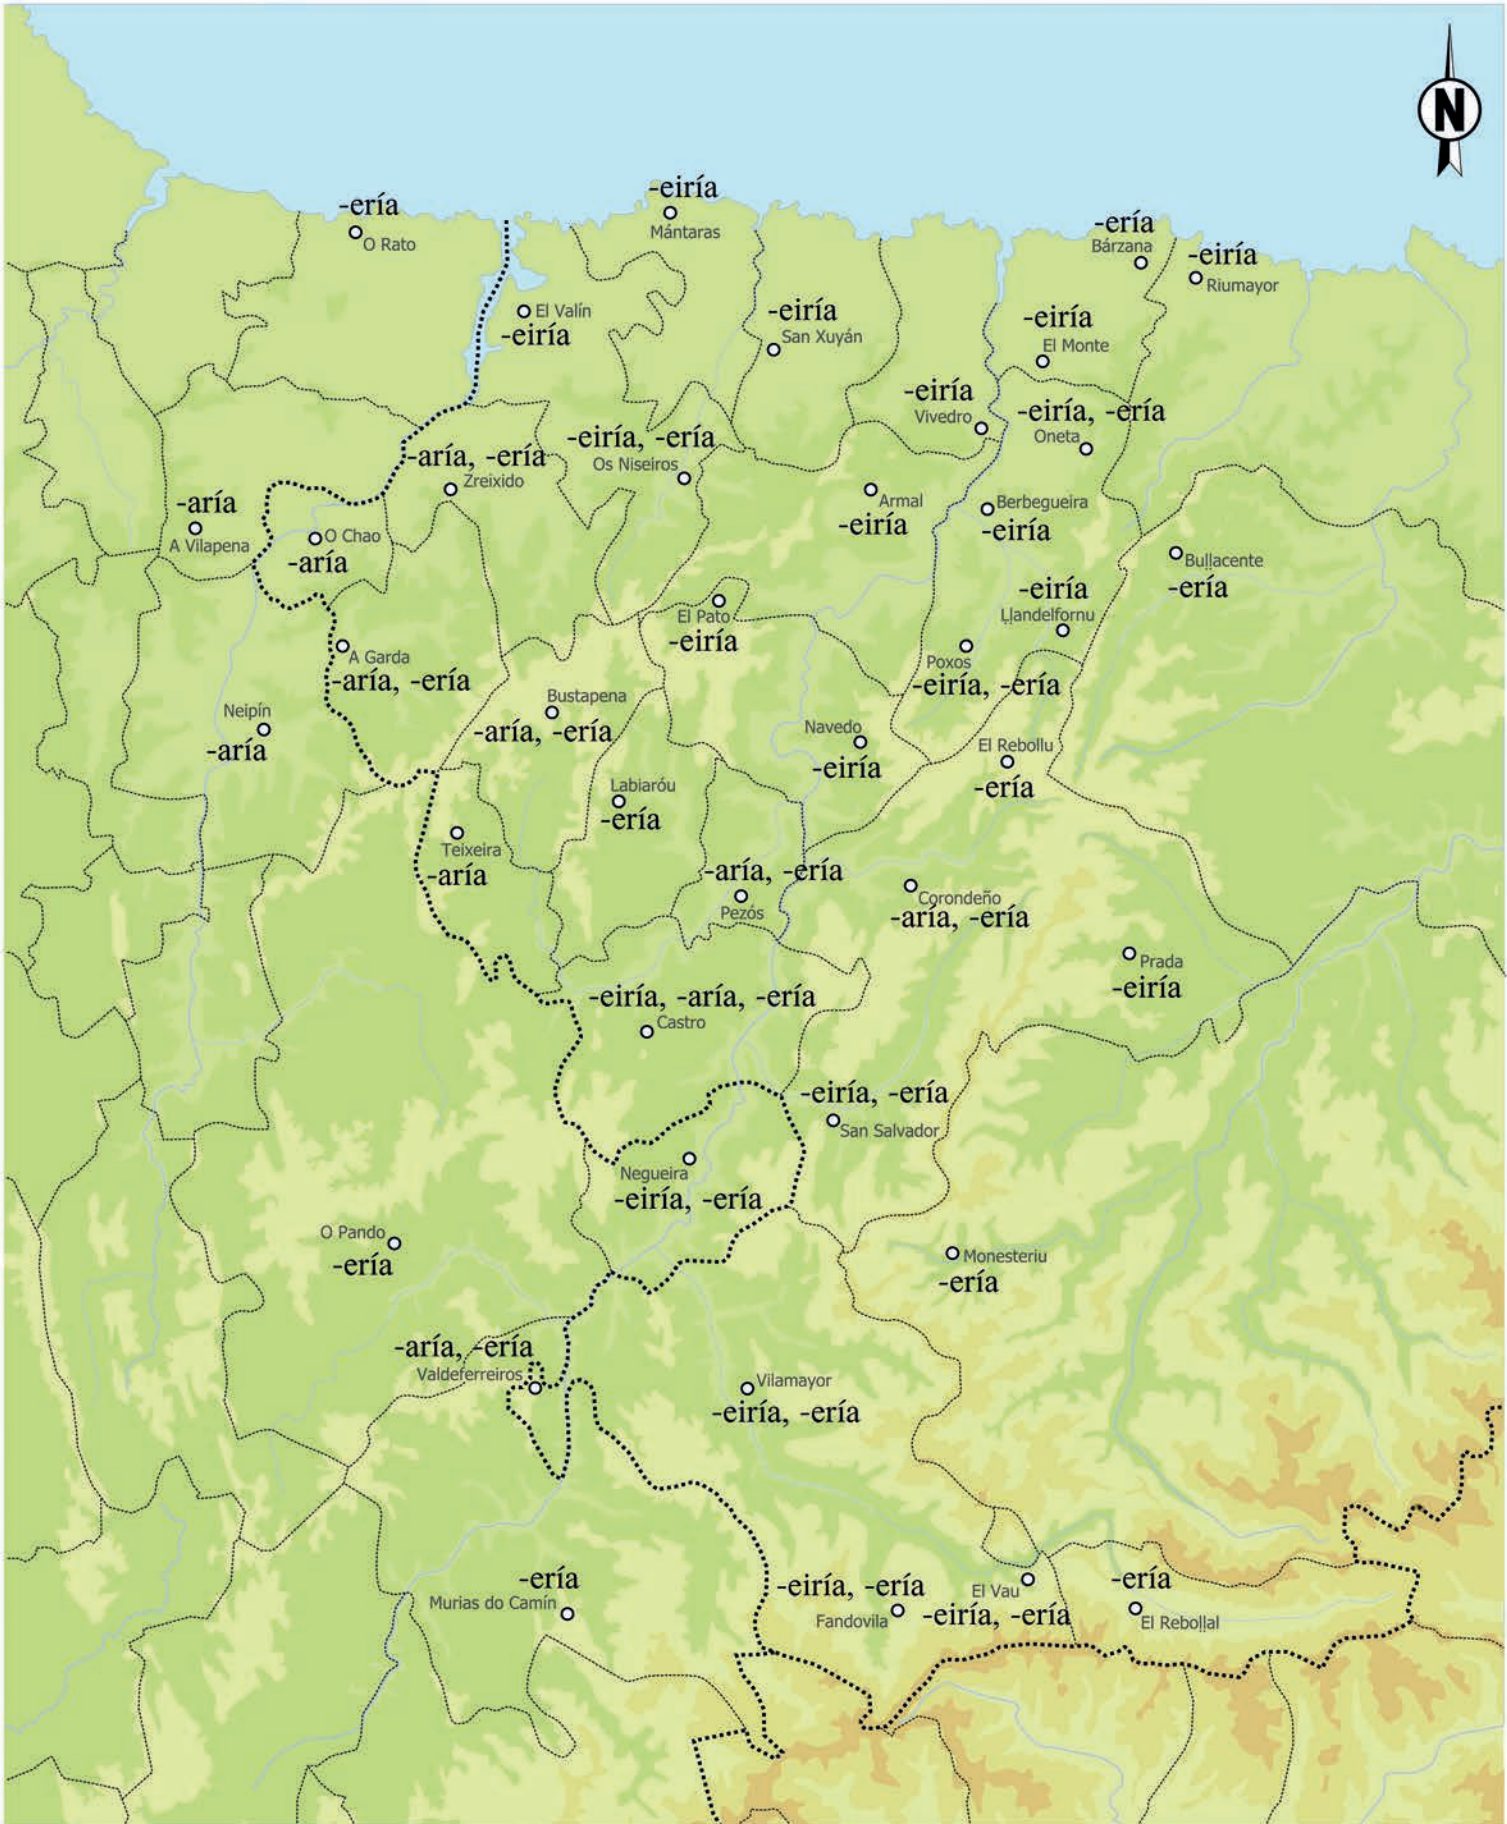 N
-ería
O Rato
-eiría
Mántaras
-ería
Bárzana
-eiría
Riumayor
El Valín
-eiría
-eiría
San Xuyán
-eiría
El Monte
-eiría
Vivedro
-eiría, -ería
Oneta
-aría, -ería
Zreixido
-eiría, -ería
Os Niseiros
-aría
A Vilapena
O Chao
-aría
Armal
-eiría
Berbegueira
-eiría
Buḷḷacente
-ería
-eiría
Ḷḷandelfornu
El Pato
-eiría
A Garda
-aría, -ería
Poxos
-eiría, -ería
Neipín
-aría
Bustapena
-aría, -ería
Navedo
-eiría
El Rebollu
-ería
Labiaróu
-ería
Teixeira
-aría
-aría, -ería
Pezós
Corondeño
-aría, -ería
Prada
-eiría
-eiría, -aría, -ería
Castro
-eiría, -ería
San Salvador
Negueira
-eiría, -ería
O Pando
-ería
Monesteriu
-ería
-aría, -ería
Valdeferreiros
Vilamayor
-eiría, -ería
-ería
Murias do Camín
-eiría, -ería
Fandovila
El Vau
-eiría, -ería
-ería
El Reboḷḷal